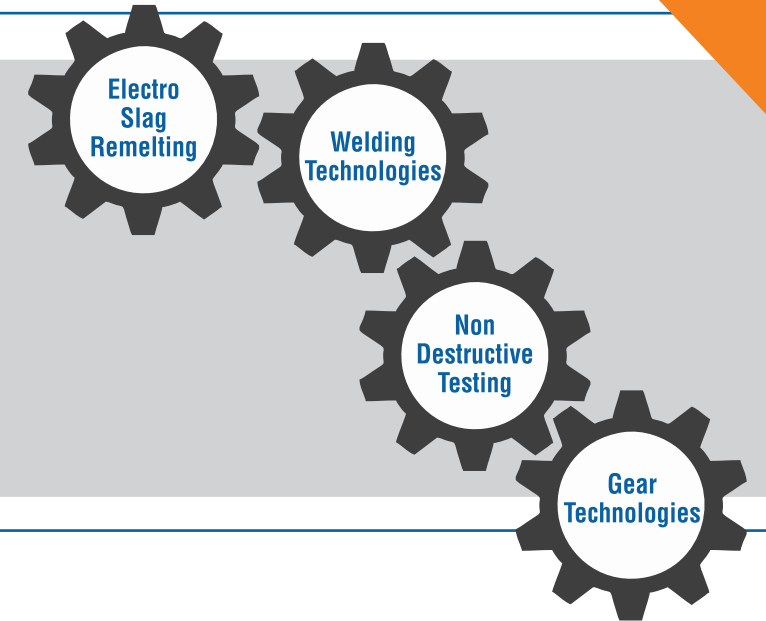 Electro
Slag
Remelting
Welding
Technologies
Non
Destructive
Testing
Gear
Technologies